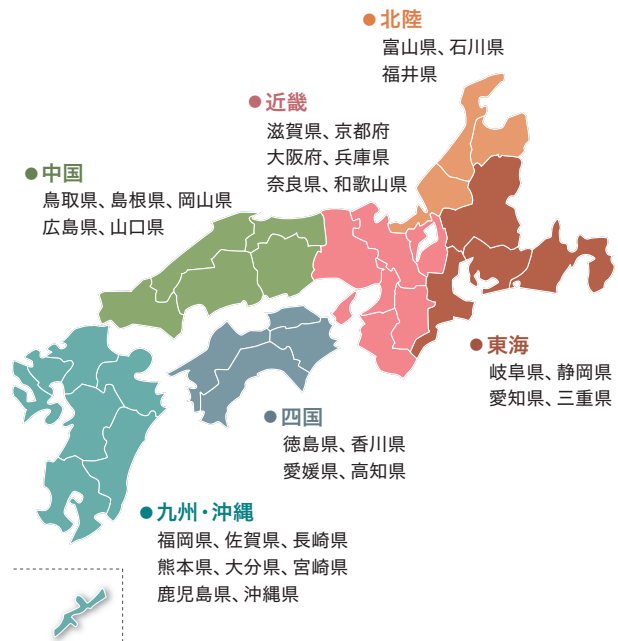 ●北陸
富山県、石川県
福井県
●近畿
滋賀県、京都府
大阪府、兵庫県
奈良県、和歌山県
●中国
鳥取県、島根県、岡山県
広島県、山口県
●東海
岐阜県、静岡県
愛知県、三重県
●四国
徳島県、香川県
愛媛県、高知県
●九州・沖縄
福岡県、佐賀県、長崎県
熊本県、大分県、宮崎県
鹿児島県、沖縄県